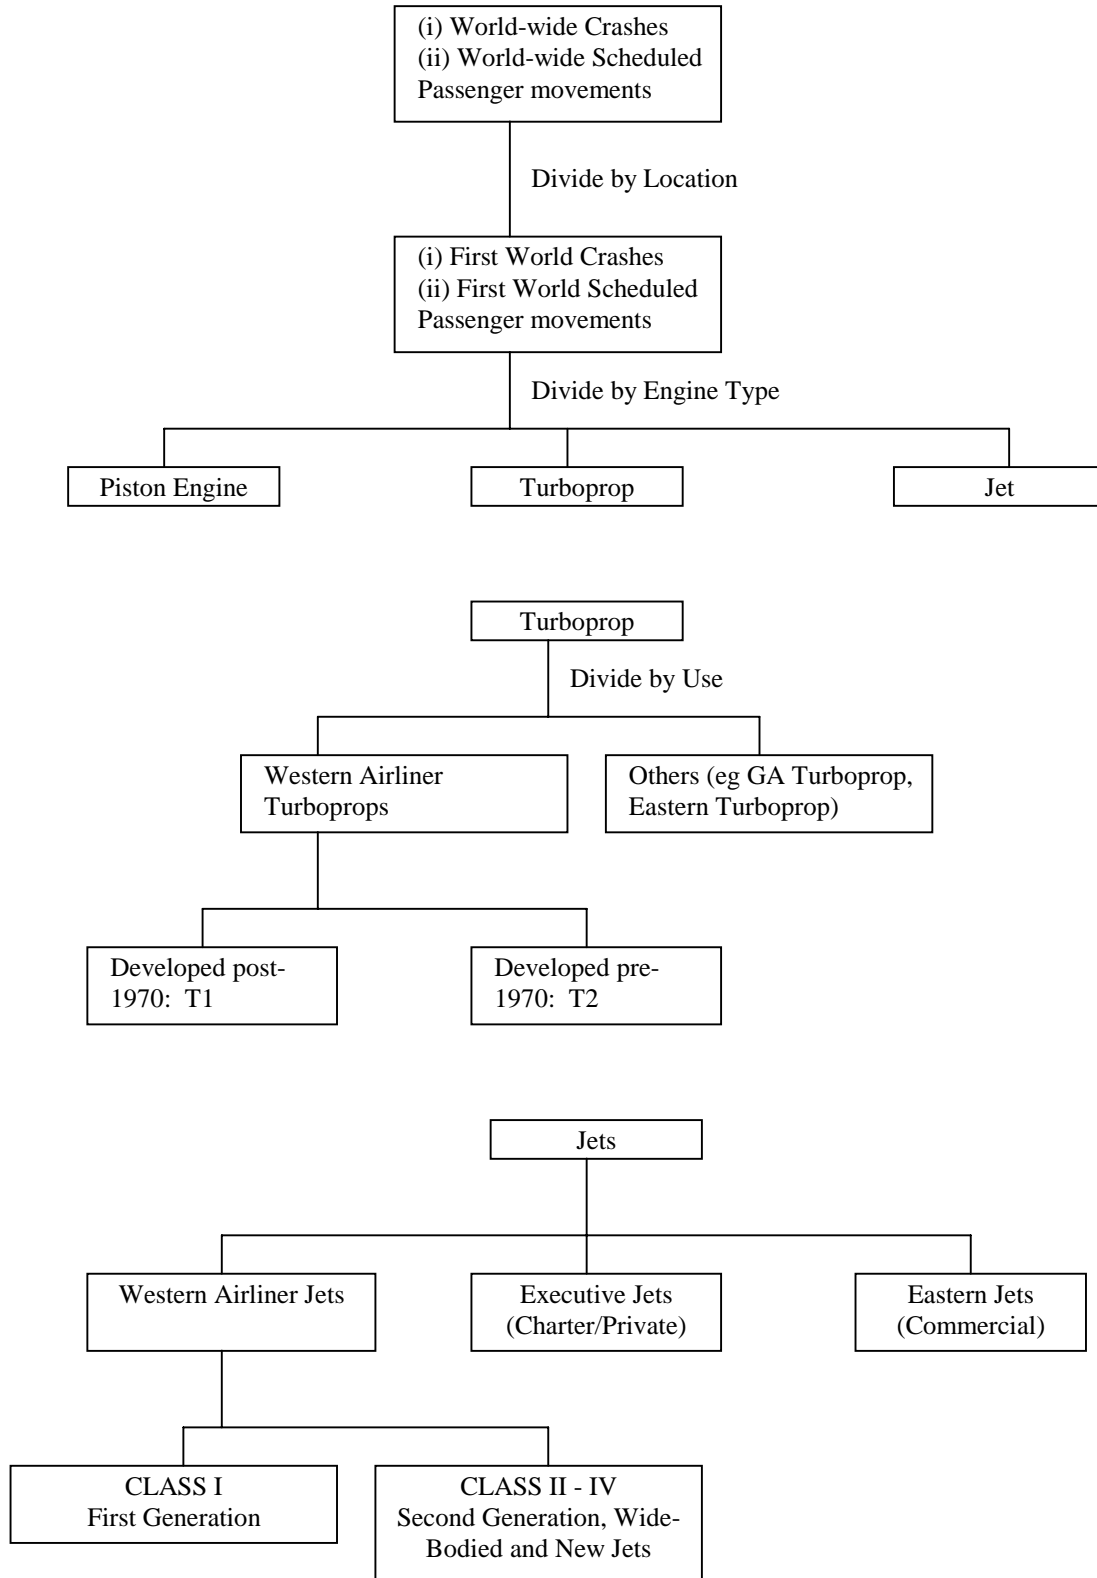 (i) World-wide Crashes
(ii) World-wide Scheduled
Passenger movements
Divide by Location
(i) First World Crashes
(ii) First World Scheduled
Passenger movements
Divide by Engine Type
Piston Engine
Turboprop
Jet
Turboprop
Divide by Use
Western Airliner
Turboprops
Others (eg GA Turboprop,
Eastern Turboprop)
Developed post-
1970:  T1
Developed pre-
1970:  T2
Jets
Western Airliner Jets
Executive Jets
(Charter/Private)
Eastern Jets
(Commercial)
CLASS I
First Generation
CLASS II - IV
Second Generation, Wide-
Bodied and New Jets